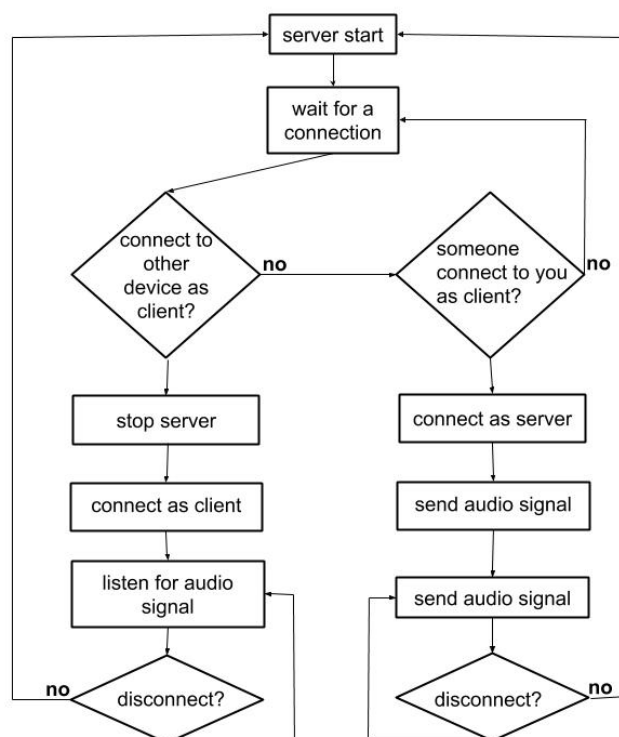 server start
wait for a
connection
connect to
other
device as
client?
no
someone
connect to you
as client?
no
stop server
connect as server
connect as client
send audio signal
listen for audio
signal
send audio signal
no
disconnect?
disconnect?
no